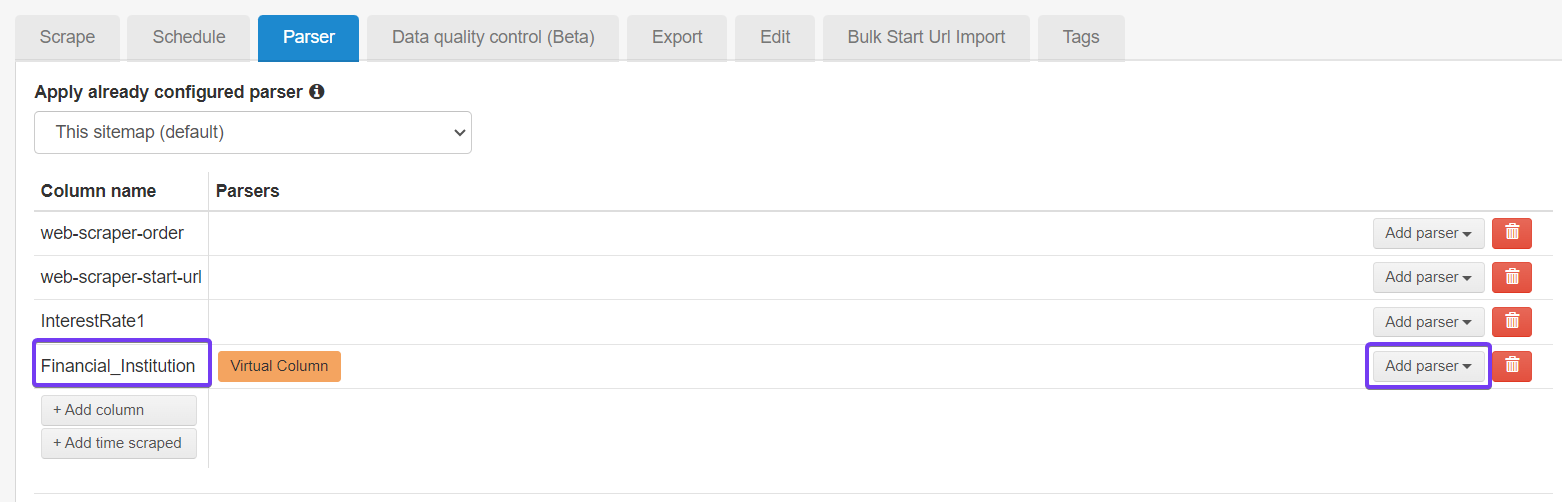 Scrape Schedule Parser Data quality control (Beta) Export Edit Bulk Start Url Import Tags
Apply already configured parser
This sitemap (default)
Column name Parsers
web-scraper-order Add parser
web-scraper-start-url Add parser
InterestRate1 Add parser
Financial_Institution Virtual Column Add parser
+ Add column
+ Add time scraped